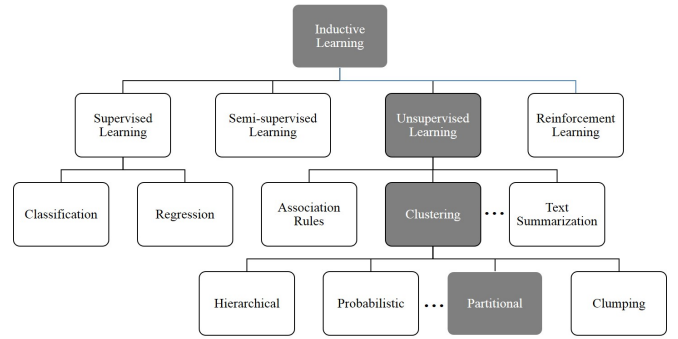 Inductive
Learning
Supervised
Learning
Semi-supervised
Learning
Unsupervised
Learning
Reinforcement
Learning
Classification
Regression
Association
Rules
Clustering
...
Text
Summarization
Hierarchical
Probabilistic
...
Partitional
Clumping